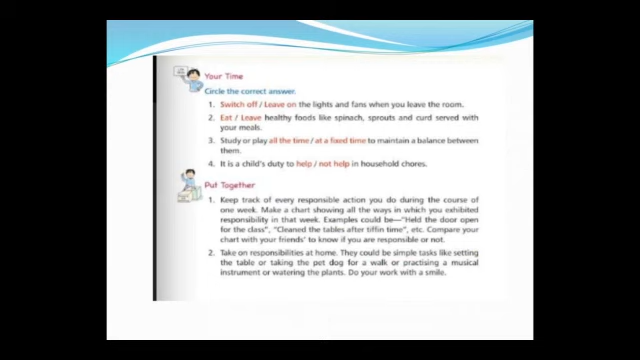 Your Time
Circle the correct answer.
1. Switch off / Leave on the lights and fans when you leave the room.
2. Eat / Leave healthy foods like spinach, sprouts and curd served with
your meals.
3. Study or play all the time / at a fixed time to maintain a balance between
them.
4. It is a child's duty to help / not help in household chores.
Put Together
1. Keep track of every responsible action you do during the course of
one week. Make a chart showing all the ways in which you exhibited
responsibility in that week. Examples could be—"Held the door open
for the class", "Cleaned the tables after tiffin time", etc. Compare your
chart with your friends' to know if you are responsible or not.
2. Take on responsibilities at home. They could be simple tasks like setting
the table or taking the pet dog for a walk or practising a musical
instrument or watering the plants. Do your work with a smile.